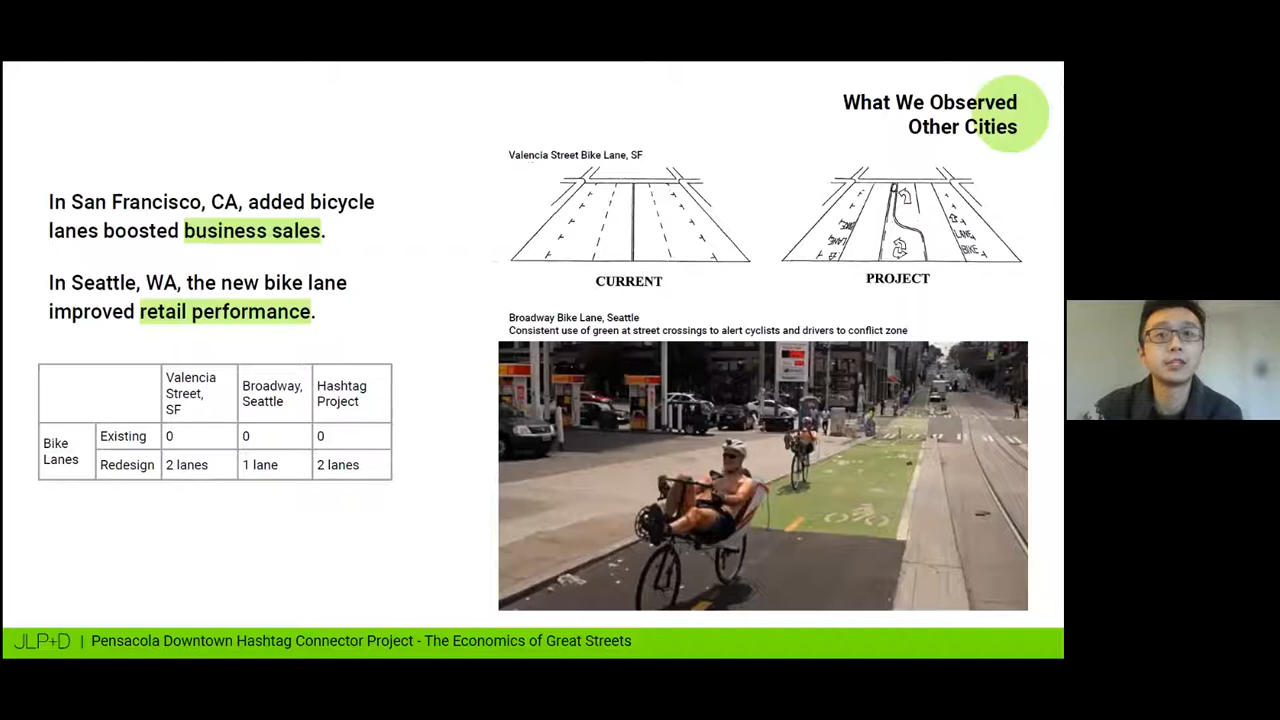 What We Observed
Other Cities
In San Francisco, CA, added bicycle
lanes boosted business sales.
In Seattle, WA, the new bike lane
improved retail performance.
Valencia
Street,
SF
Broadway,
Seattle
Hashtag
Project
Bike
Lanes
Existing
0
0
0
Redesign
2 lanes
1 lane
2 lanes
Valencia Street Bike Lane, SF
BIKE
LANE
LANE
BIKE
CURRENT
PROJECT
Broadway Bike Lane, Seattle
Consistent use of green at street crossings to alert cyclists and drivers to conflict zone
JLP+D | Pensacola Downtown Hashtag Connector Project - The Economics of Great Streets